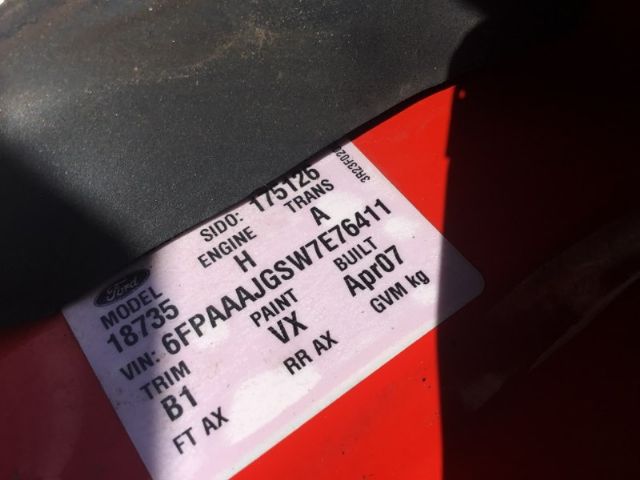 3R23F020
SIDO: 175126
Ford
MODEL ENGINE TRANS
18735 H A
VIN: 6FPAAAJGSW7E76411
TRIM PAINT BUILT
B1 VX Apr07
FT AX RR AX GVM kg